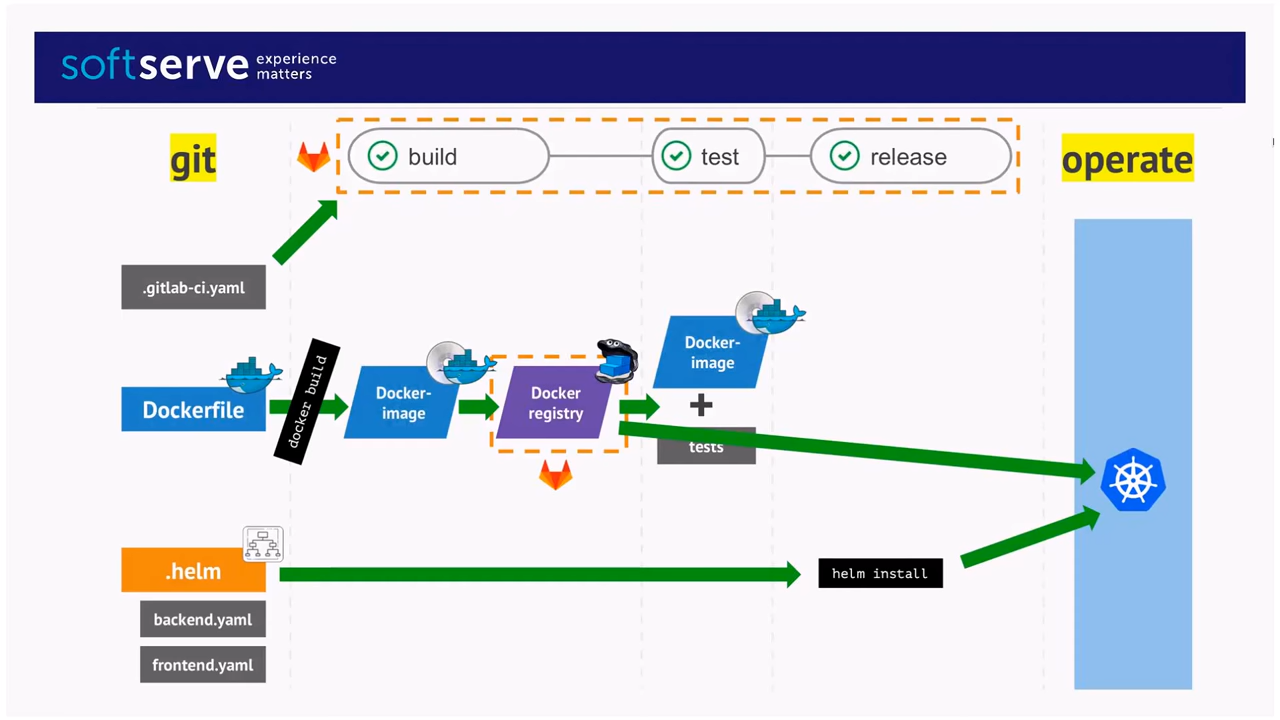 softserve experience
matters
git
build
test
release
operate
.gitlab-ci.yaml
Dockerfile
docker build
Docker-
image
Docker
registry
Docker-
image
+
tests
.helm
helm install
backend.yaml
frontend.yaml